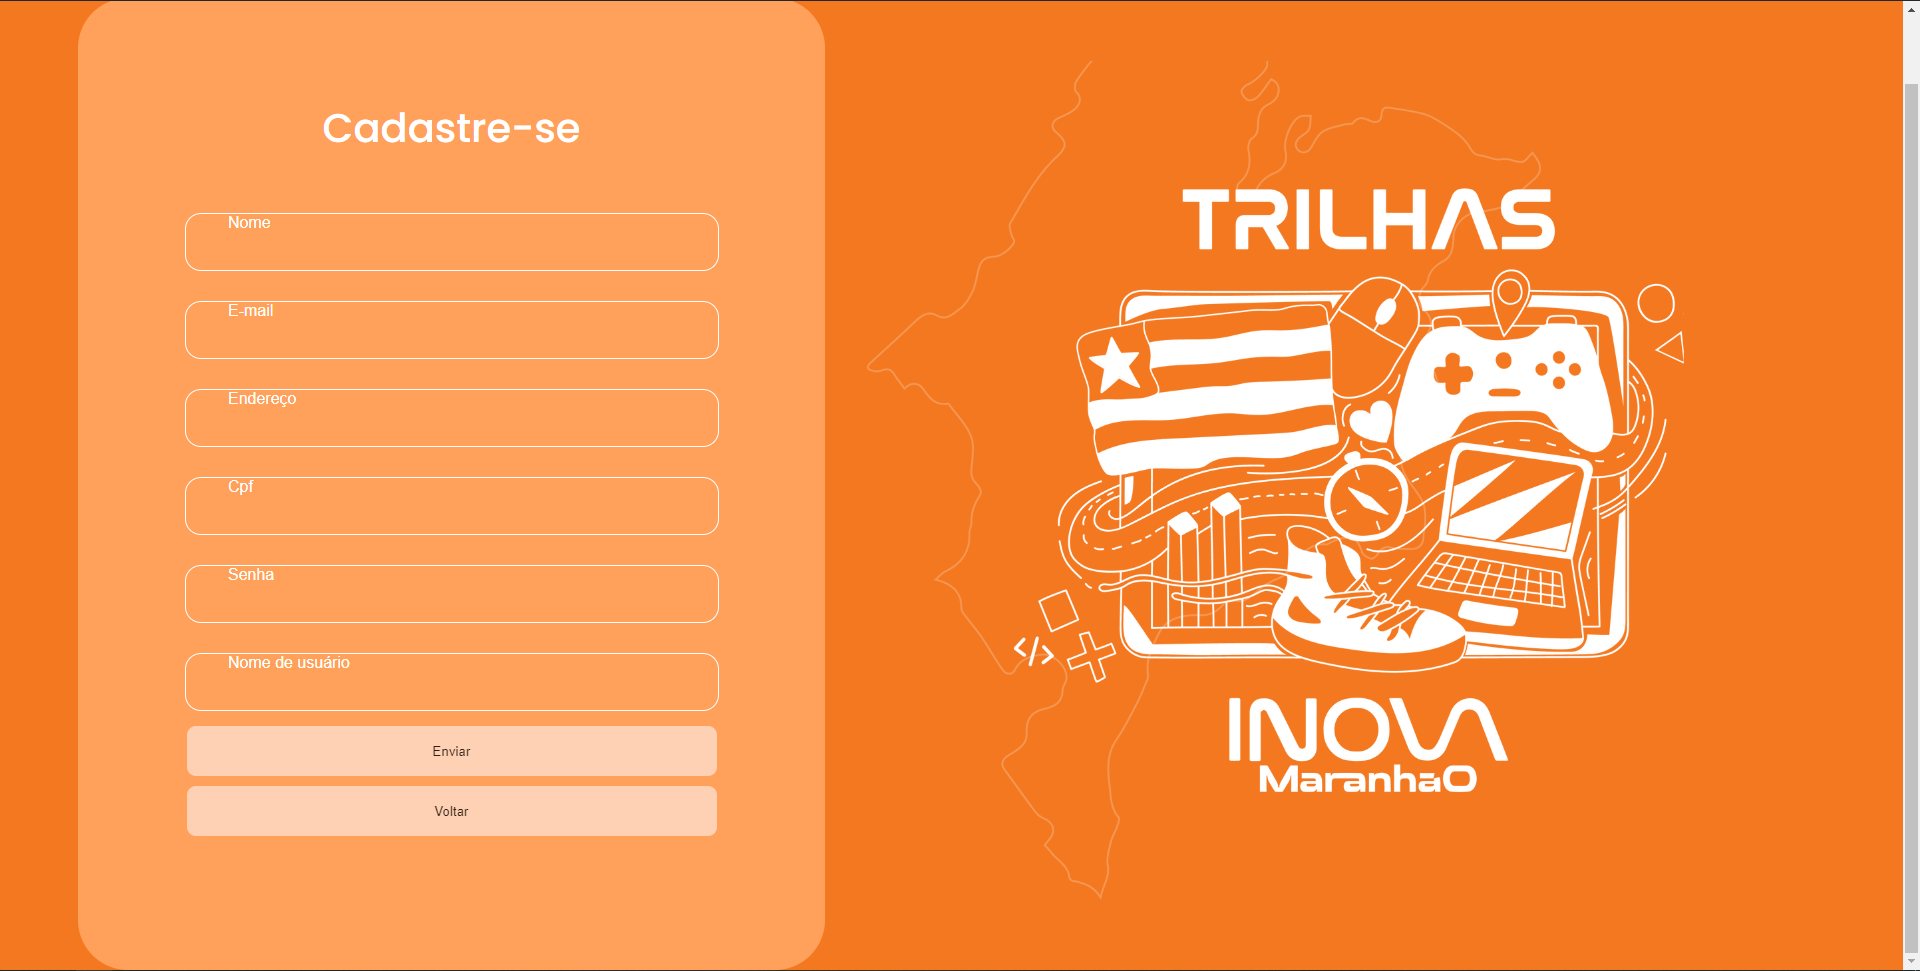 Cadastre-se
Nome
E-mail
Endereço
Cpf
Senha
Nome de usuário
Enviar
Voltar
TRILHAS
</>
INOVA
Maranhão